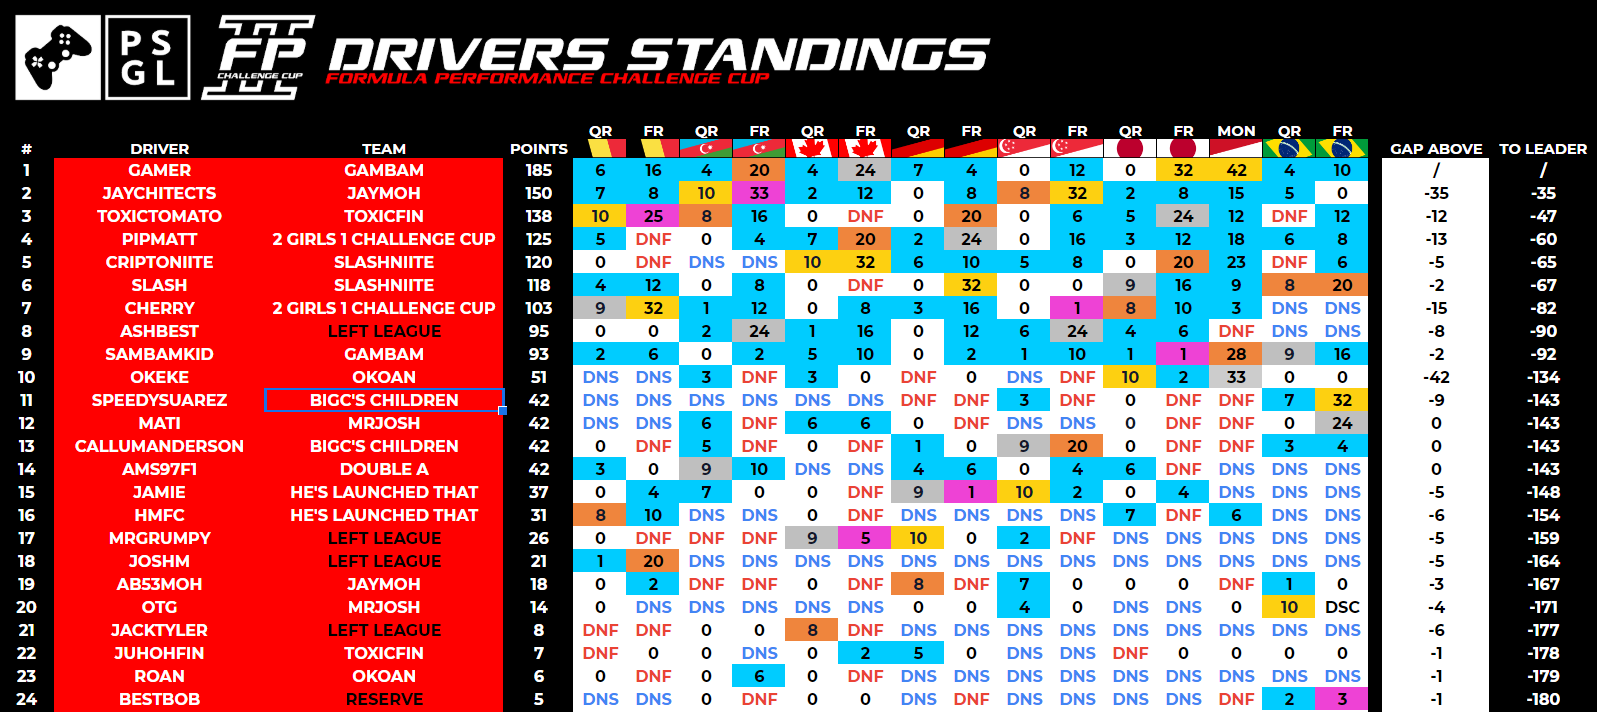 PS
GL
FP
CHALLENGE CUP
DRIVERS STANDINGS
FORMULA PERFORMANCE CHALLENGE CUP
QR FR QR FR QR FR QR FR QR FR QR FR MON QR FR
# DRIVER TEAM POINTS GAP ABOVE TO LEADER
1 GAMER GAMBAM 185 6 16 4 20 4 24 7 4 0 12 0 32 42 4 10 / /
2 JAYCHITECTS JAYMOH 150 7 8 10 33 2 12 0 8 8 32 2 8 15 5 0 -35 -35
3 TOXICTOMATO TOXICFIN 138 10 25 8 16 0 DNF 0 20 0 6 5 24 12 DNF 12 -12 -47
4 PIPMATT 2 GIRLS 1 CHALLENGE CUP 125 5 DNF 0 4 7 20 2 24 0 16 3 12 18 6 8 -13 -60
5 CRIPTONIITE SLASHNIITE 120 0 DNF DNS DNS 10 32 6 10 5 8 0 20 23 DNF 6 -5 -65
6 SLASH SLASHNIITE 118 4 12 0 8 0 DNF 0 32 0 0 9 16 9 8 20 -2 -67
7 CHERRY 2 GIRLS 1 CHALLENGE CUP 103 9 32 1 12 0 8 3 16 0 1 8 10 3 DNS DNS -15 -82
8 ASHBEST LEFT LEAGUE 95 0 0 2 24 1 16 0 12 6 24 4 6 DNF DNS DNS -8 -90
9 SAMBAMKID GAMBAM 93 2 6 0 2 5 10 0 2 1 10 1 1 28 9 16 -2 -92
10 OKEKE OKOAN 51 DNS DNS 3 DNF 3 0 DNF 0 DNS DNF 10 2 33 0 0 -42 -134
11 SPEEDYSUAREZ BIGC'S CHILDREN 42 DNS DNS DNS DNS DNS DNS DNS DNS 3 DNF DNS DNS DNF 7 32 -9 -143
12 MATI MRJOSH 42 DNS DNS 6 DNF 6 6 0 DNF DNS DNS 0 DNF DNS 0 24 0 -143
13 CALLUMANDERSON BIGC'S CHILDREN 42 0 DNF 5 DNF 0 DNF 1 0 9 20 0 DNF DNF 3 4 0 -143
14 AMS97F1 DOUBLE A 42 3 0 9 10 DNS DNS 4 6 0 4 6 DNF DNS DNS DNS 0 -143
15 JAMIE HE'S LAUNCHED THAT 37 0 4 7 0 0 DNF 9 1 10 2 0 4 DNS DNS DNS -5 -148
16 HMFC HE'S LAUNCHED THAT 31 8 10 DNS DNS 0 DNF DNS DNS DNS DNS 7 DNF 6 DNS DNS -6 -154
17 MRGRUMPY LEFT LEAGUE 26 0 DNF DNF DNF 9 5 10 0 2 DNF DNS DNS DNS DNS DNS -5 -159
18 JOSHM LEFT LEAGUE 21 1 20 DNS DNS DNS DNS DNS DNS DNS DNS DNS DNS DNS DNS DNS -5 -164
19 AB53MOH JAYMOH 18 0 2 DNF DNF 0 DNF 8 DNF 7 0 0 0 DNF 1 0 -3 -167
20 OTG MRJOSH 14 0 DNS DNS DNS DNS DNS 0 0 4 0 DNS DNS 0 10 DSC -4 -171
21 JACKTYLER LEFT LEAGUE 8 DNF DNF 0 0 8 DNF DNS DNS DNS DNS DNS DNS DNS DNS DNS -6 -177
22 JUHOHFIN TOXICFIN 7 DNF 0 0 DNS 0 2 5 0 DNS DNS DNF 0 0 0 0 -1 -178
23 ROAN OKOAN 6 0 DNF 0 6 0 DNF DNS DNS DNS DNS DNS DNS DNS DNS DNS -1 -179
24 BESTBOB RESERVE 5 DNS DNS 0 DNF 0 0 DNS DNF DNS DNS DNS DNS DNF 2 3 -1 -180